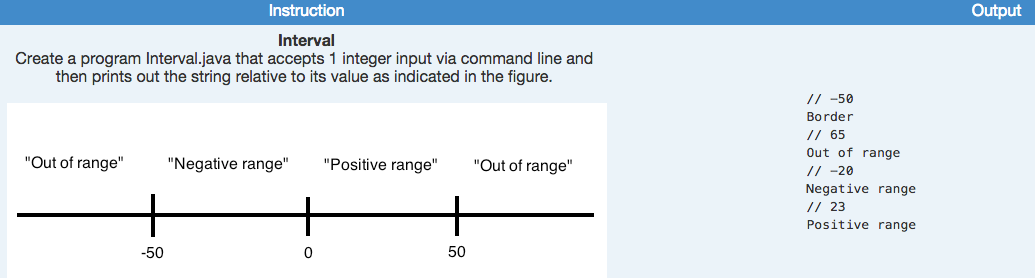 Instruction
Output
Interval
Create a program Interval.java that accepts 1 integer input via command line and
then prints out the string relative to its value as indicated in the figure.
"Out of range" "Negative range" "Positive range" "Out of range"
-50 0 50
// −50
Border
// 65
Out of range
// −20
Negative range
// 23
Positive range